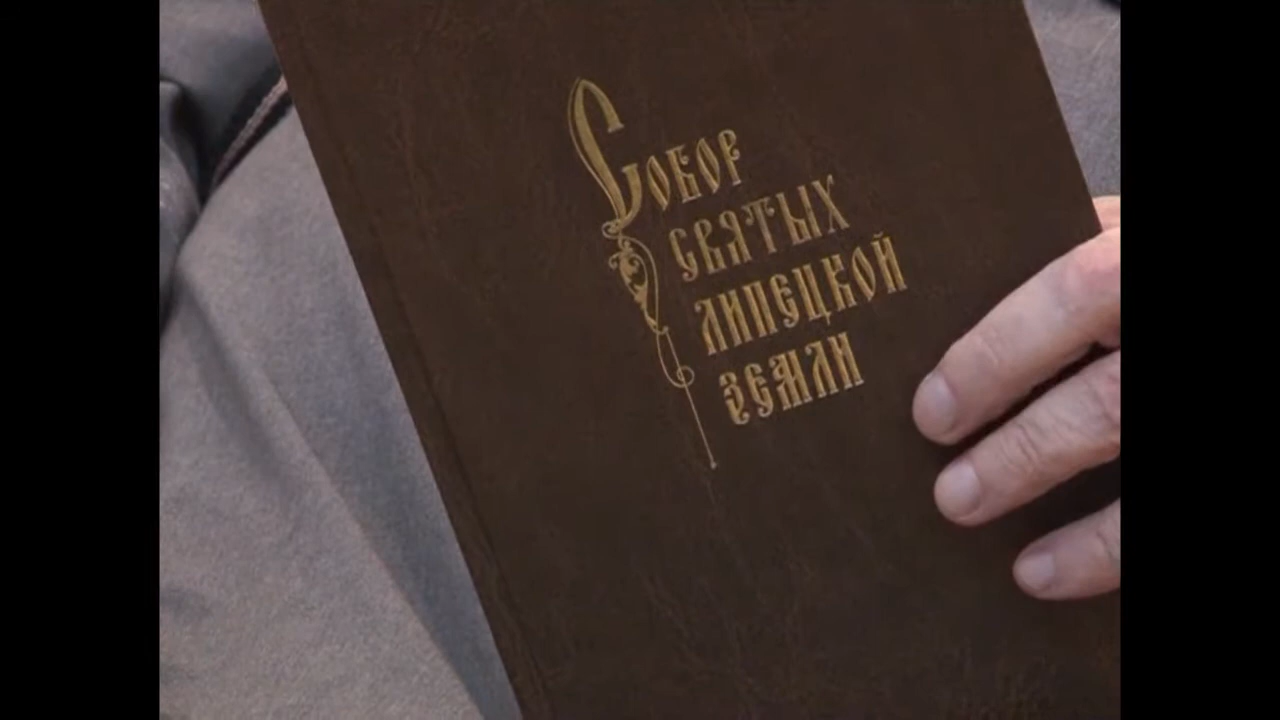 Собор
святых
липецкой
земли